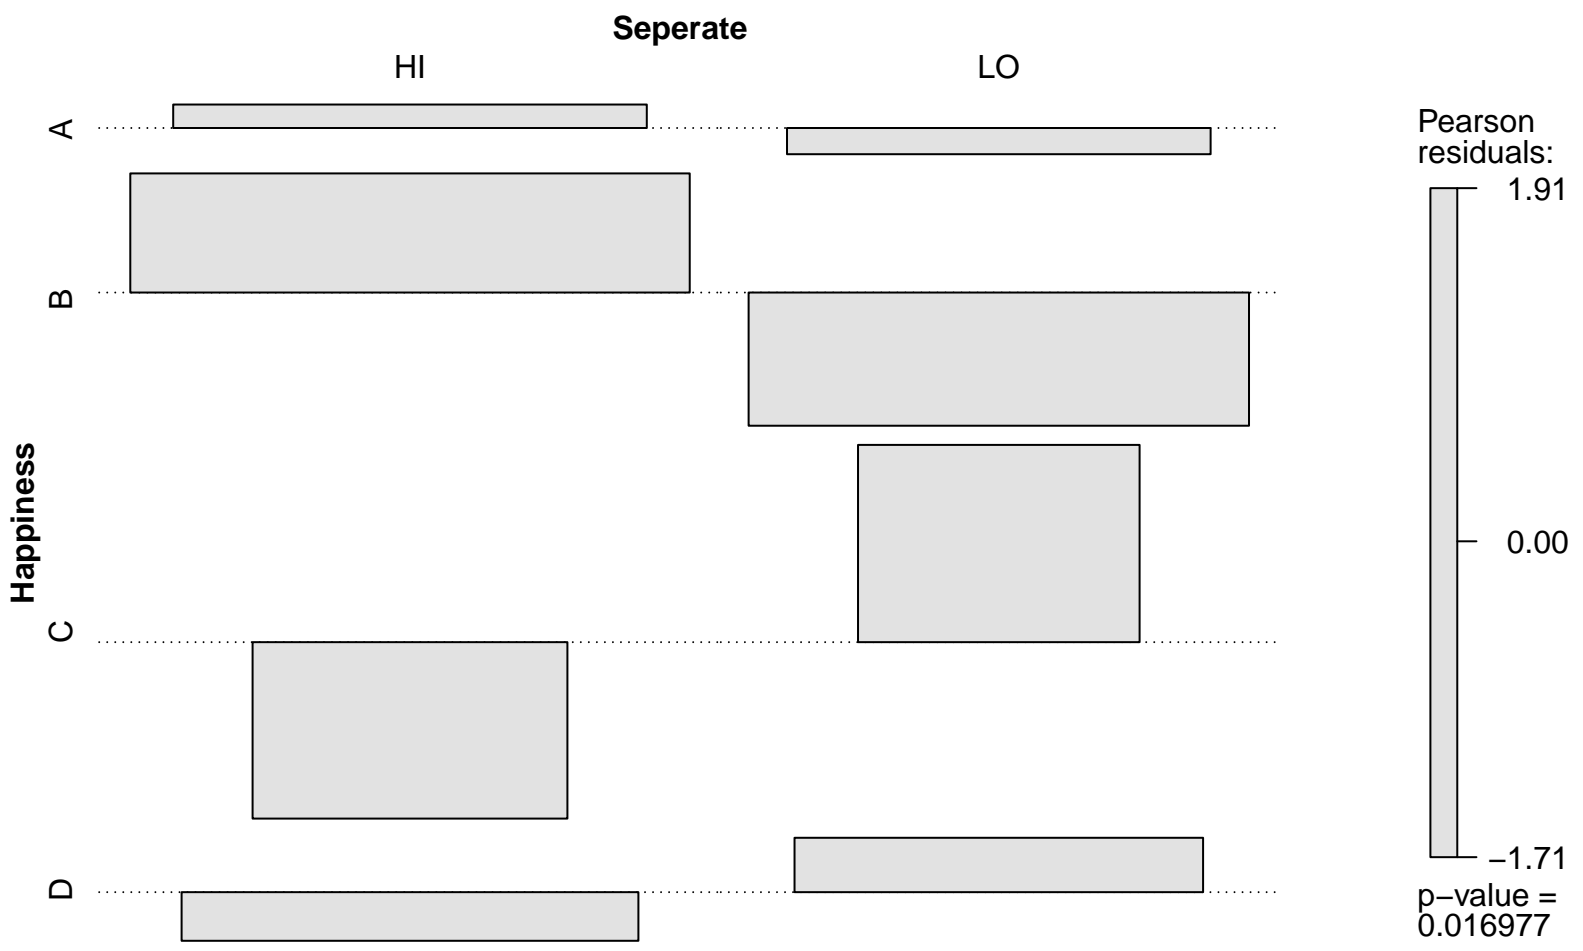 Seperate
HI
LO
A
B
C
D
Happiness
Pearson
residuals:
1.91
0.00
−1.71
p−value =
0.016977